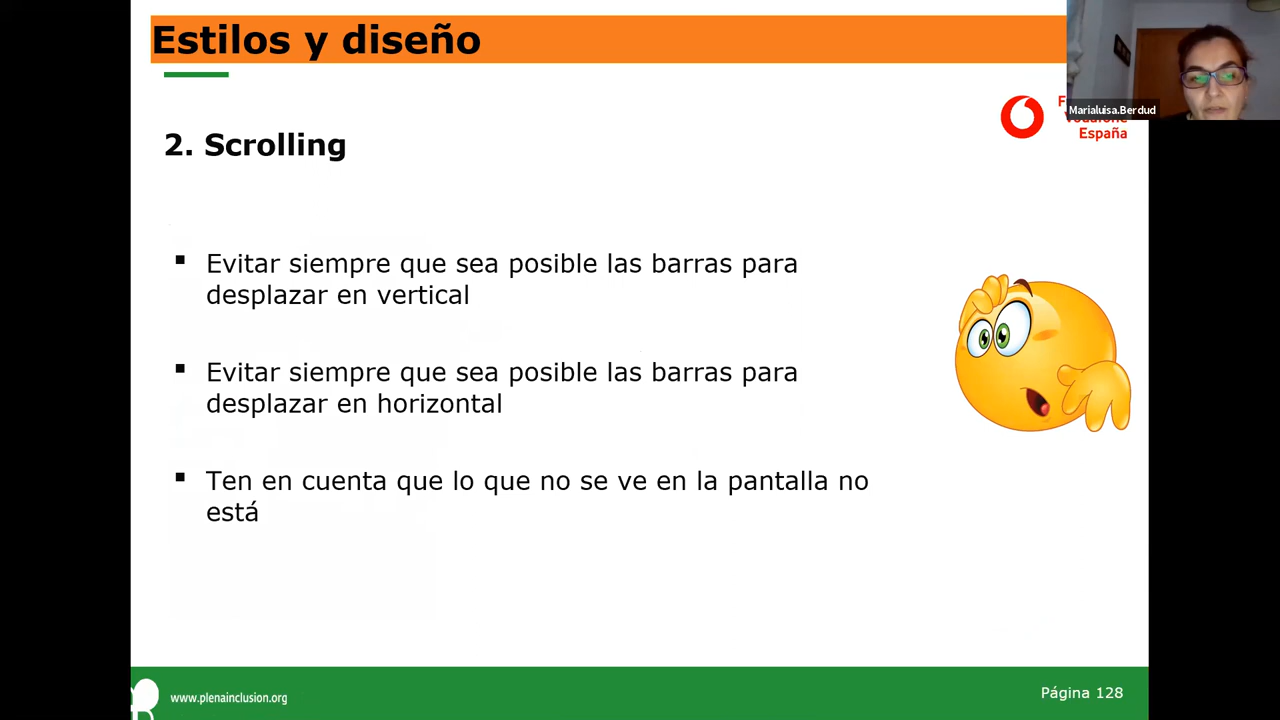 Estilos y diseño
Marialuisa.Berdud
España
2. Scrolling
▪ Evitar siempre que sea posible las barras para
desplazar en vertical
▪ Evitar siempre que sea posible las barras para
desplazar en horizontal
▪ Ten en cuenta que lo que no se ve en la pantalla no
está
www.plenainclusion.org
Página 128